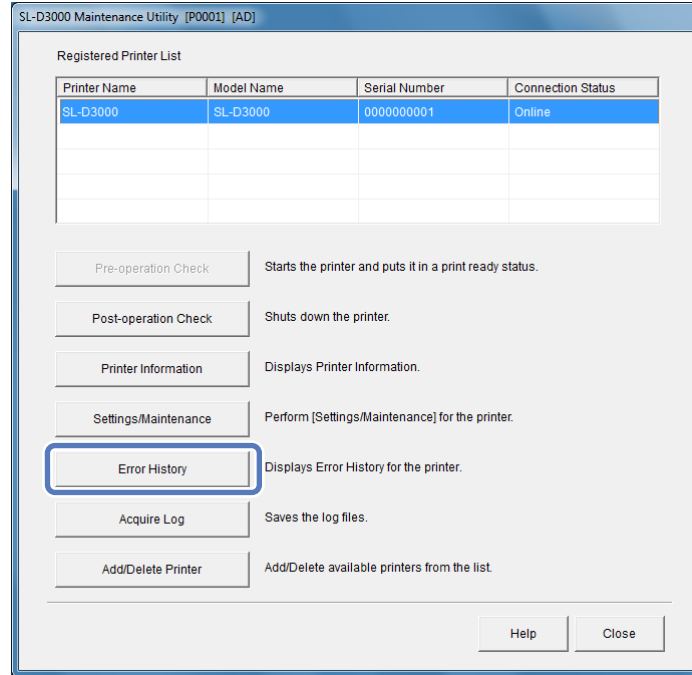 SL-D3000 Maintenance Utility [P0001] [AD]
Registered Printer List
Printer Name Model Name Serial Number Connection Status
SL-D3000 SL-D3000 0000000001 Online
Pre-operation Check Starts the printer and puts it in a print ready status.
Post-operation Check Shuts down the printer.
Printer Information Displays Printer Information.
Settings/Maintenance Perform [Settings/Maintenance] for the printer.
Error History Displays Error History for the printer.
Acquire Log Saves the log files.
Add/Delete Printer Add/Delete available printers from the list.
Help Close